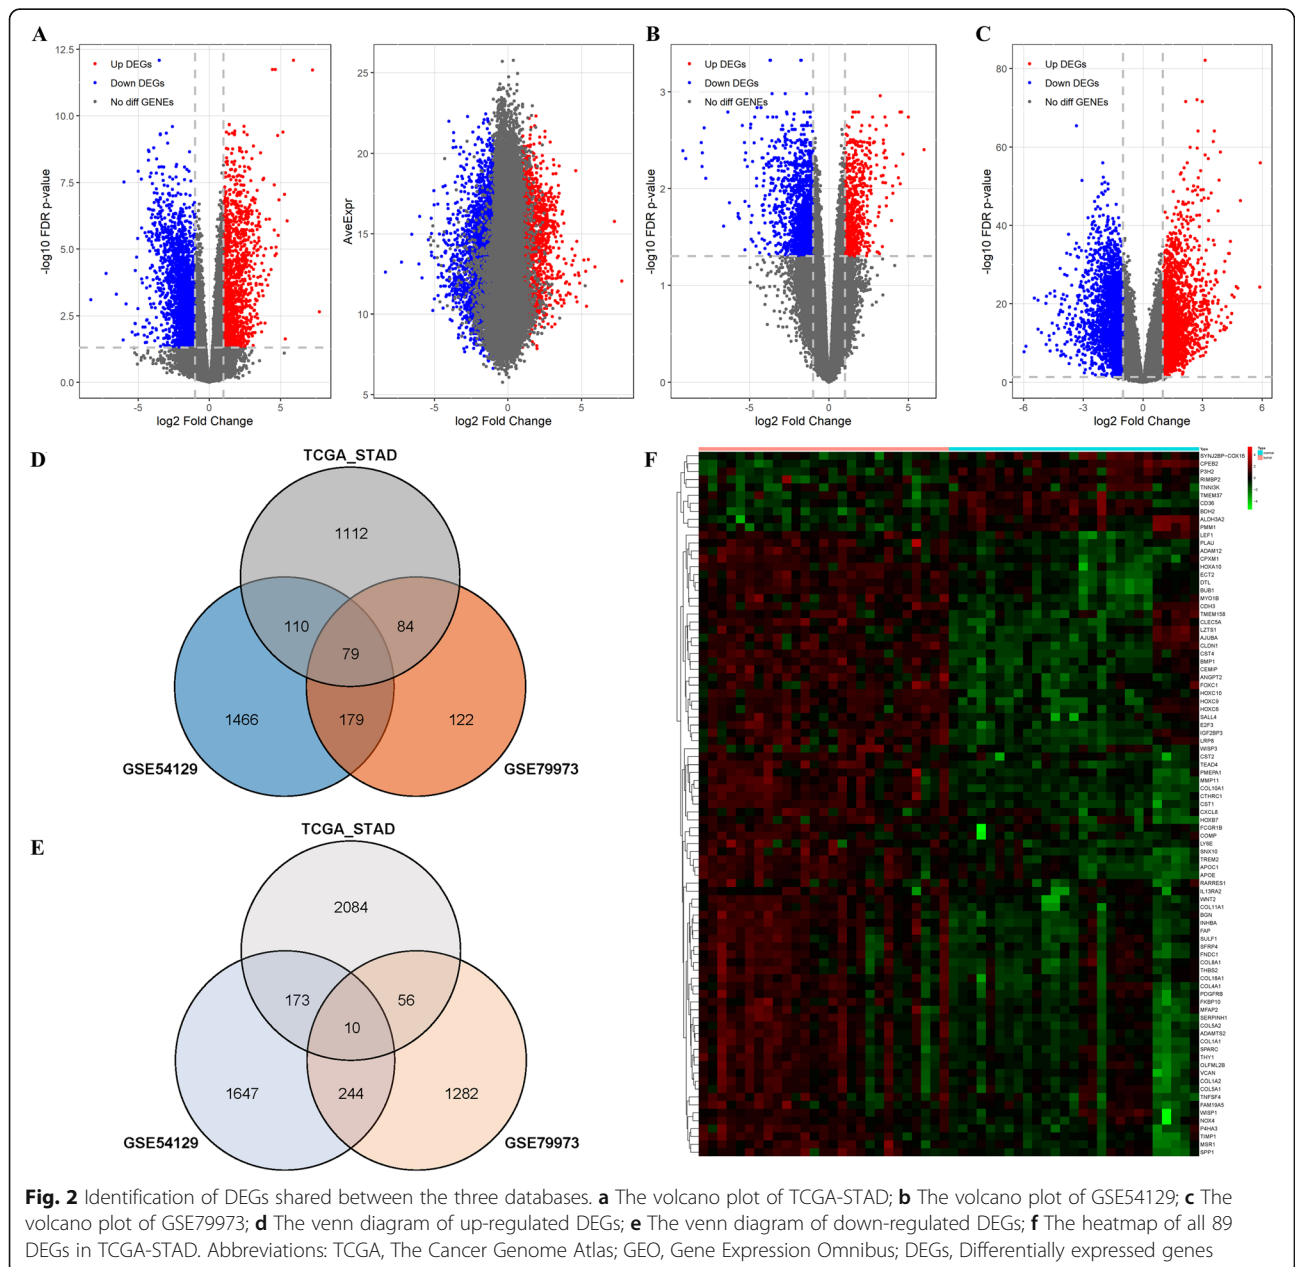 A
12.5
10.0
7.5
5.0
2.5
0.0
-log10 FDR p-value
Up DEGs
Down DEGs
No diff GENEs
-5
0
5
log2 Fold Change
25
20
15
10
5
AveExpr
-5
0
5
log2 Fold Change
B
3
2
1
0
-log10 FDR p-value
Up DEGs
Down DEGs
No diff GENEs
-5
0
5
log2 Fold Change
C
80
60
40
20
0
-log10 FDR p-value
Up DEGs
Down DEGs
No diff GENEs
-6
-3
0
3
6
log2 Fold Change
D
TCGA_STAD
1112
110
84
79
1466
179
122
GSE54129
GSE79973
E
TCGA_STAD
2084
173
56
10
1647
244
1282
GSE54129
GSE79973
F
Type
SYNJ2BP-COX16
CPEB2
P3H2
RIMBP2
TNNI3K
TMEM37
CD36
BDH2
ALDH3A2
PMM1
LEF1
PLAU
ADAM12
CPXM1
HOXA10
ECT2
DTL
BUB1
MYO1B
CDH3
TMEM158
CLEC5A
LZTS1
AJUBA
CLDN1
CST4
BMP1
CEMIP
ANGPT2
FOXC1
HOXC10
HOXC9
HOXC6
SALL4
E2F3
IGF2BP3
LRP8
WISP3
CST2
TEAD4
PMEPA1
MMP11
COL10A1
CTHRC1
CST1
CXCL8
HOXB7
FCGR1B
COMP
LY6E
SNX10
TREM2
APOC1
APOE
RARRES1
IL13RA2
WNT2
COL11A1
BGN
INHBA
FAP
SULF1
SFRP4
FNDC1
COL8A1
THBS2
COL18A1
COL4A1
PDGFRB
FKBP10
MFAP2
SERPINH1
COL5A2
ADAMTS2
COL1A1
SPARC
THY1
OLFML2B
VCAN
COL1A2
COL5A1
TNFSF4
FAM19A5
WISP1
NOX4
P4HA3
TIMP1
MSR1
SPP1
Type
normal
tumor
Fig. 2 Identification of DEGs shared between the three databases. a The volcano plot of TCGA-STAD; b The volcano plot of GSE54129; c The
volcano plot of GSE79973; d The venn diagram of up-regulated DEGs; e The venn diagram of down-regulated DEGs; f The heatmap of all 89
DEGs in TCGA-STAD. Abbreviations: TCGA, The Cancer Genome Atlas; GEO, Gene Expression Omnibus; DEGs, Differentially expressed genes